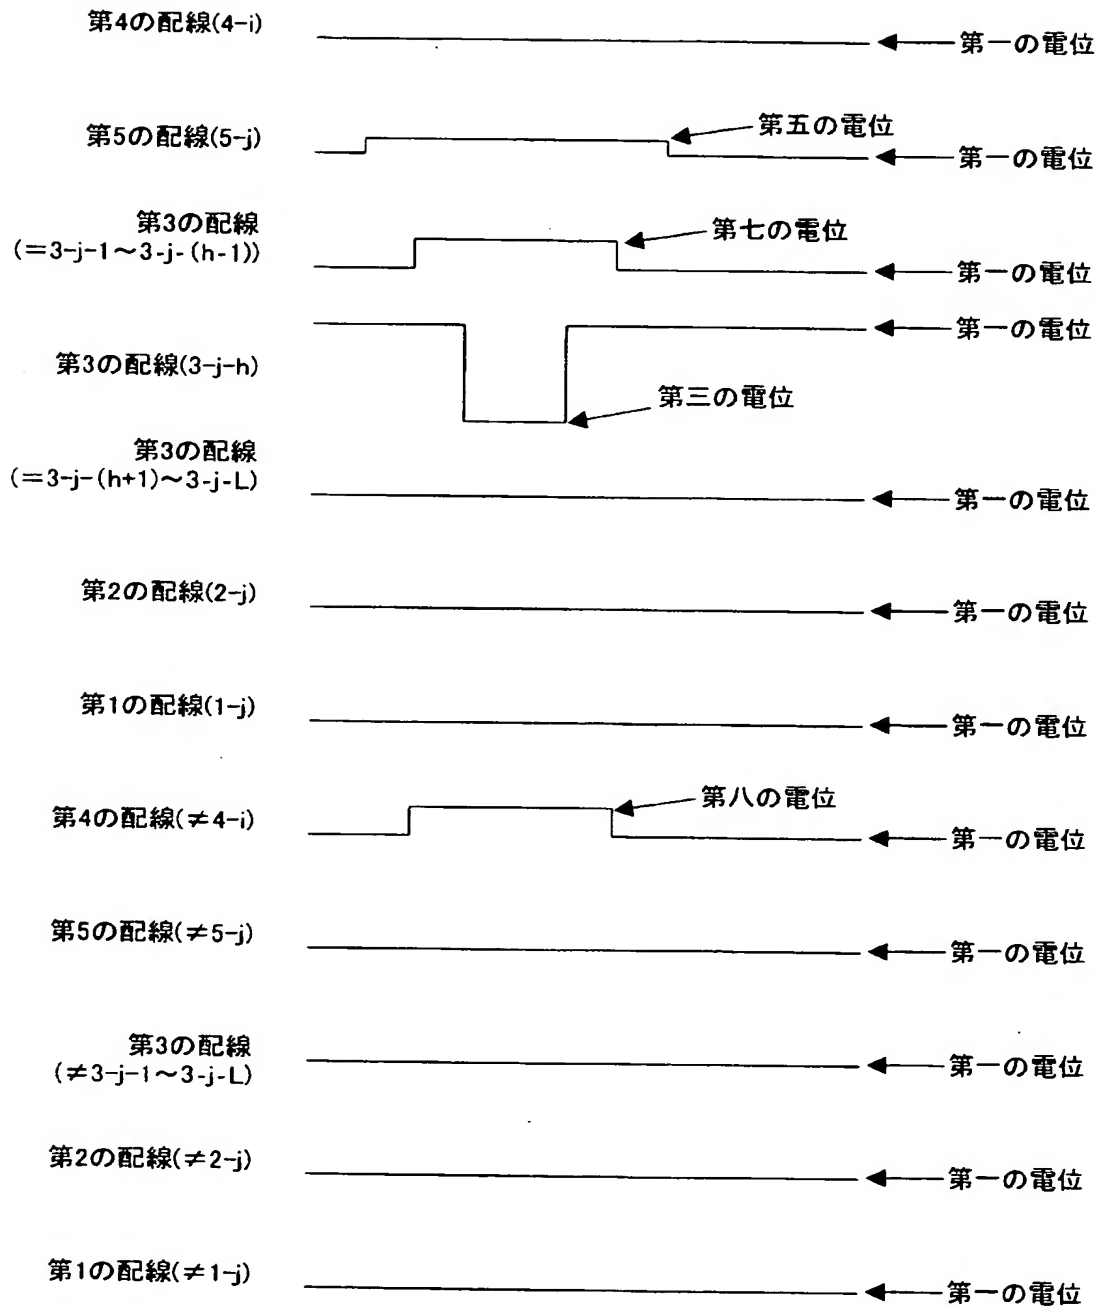 第4の配線(4-i)
第一の電位
第5の配線(5-j)
第五の電位
第一の電位
第3の配線
(=3-j-1～3-j-(h-1))
第七の電位
第一の電位
第一の電位
第3の配線(3-j-h)
第三の電位
第3の配線
(=3-j-(h+1)～3-j-L)
第一の電位
第2の配線(2-j)
第一の電位
第1の配線(1-j)
第一の電位
第4の配線(≠4-i)
第八の電位
第一の電位
第5の配線(≠5-j)
第一の電位
第3の配線
(≠3-j-1～3-j-L)
第一の電位
第2の配線(≠2-j)
第一の電位
第1の配線(≠1-j)
第一の電位